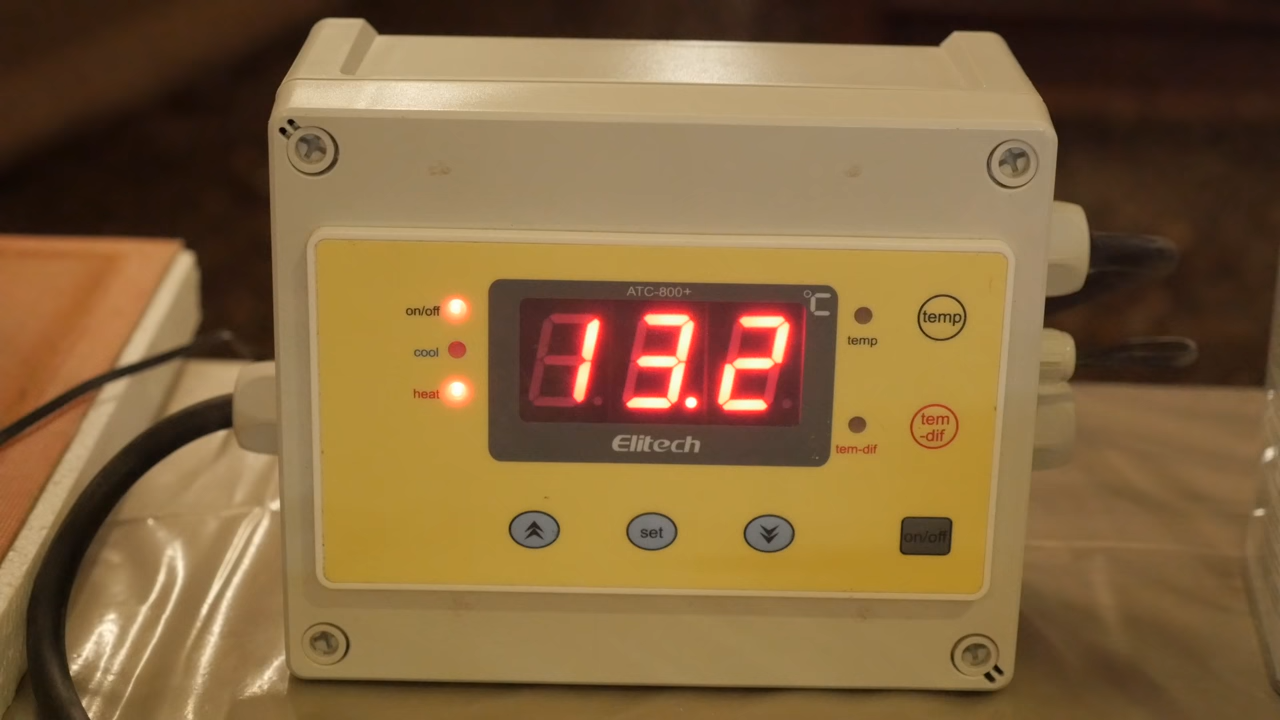 ATC-800+
on/off
13.2
°C
cool
heat
temp
temp
Elitech
tem-dif
tem
-dif
set
on/off